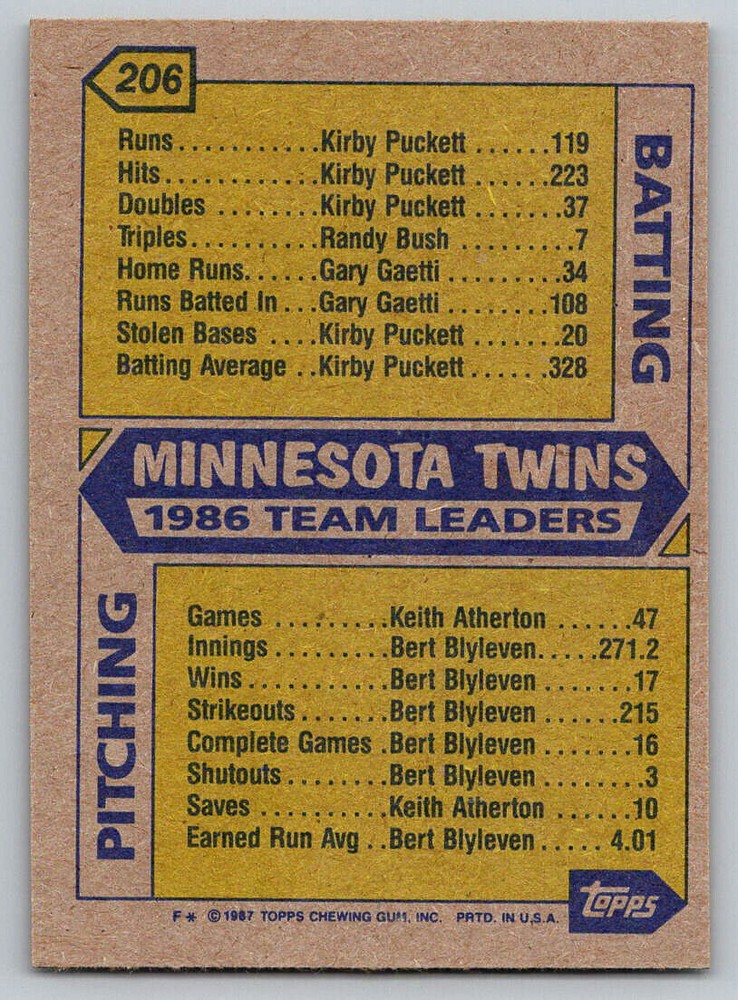 206
BATTING
Runs...........Kirby Puckett ......119
Hits.............Kirby Puckett .......223
Doubles ........Kirby Puckett .......37
Triples..........Randy Bush .........7
Home Runs......Gary Gaetti .........34
Runs Batted In ...Gary Gaetti .......108
Stolen Bases ....Kirby Puckett .....20
Batting Average ..Kirby Puckett ......328
MINNESOTA TWINS
1986 TEAM LEADERS
PITCHING
Games .........Keith Atherton ......47
Innings.........Bert Blyleven.....271.2
Wins...........Bert Blyleven .......17
Strikeouts.......Bert Blyleven .....215
Complete Games .Bert Blyleven .......16
Shutouts........Bert Blyleven .......3
Saves ..........Keith Atherton ......10
Earned Run Avg ..Bert Blyleven..... 4.01
topps
F* ©1987 TOPPS CHEWING GUM, INC. PRTD. IN U.S.A.